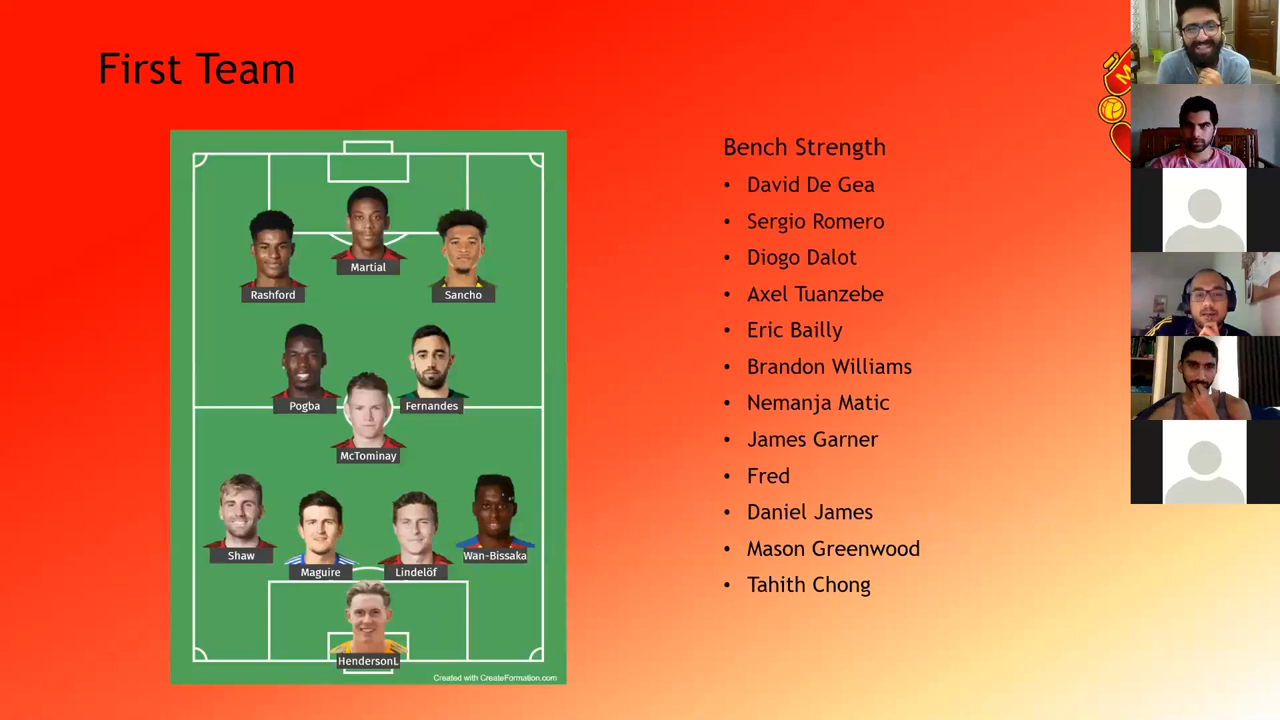 First Team
Martial
Rashford
Sancho
Pogba
Fernandes
McTominay
Shaw
Wan-Bissaka
Maguire
Lindelöf
HendersonL
Created with CreateFormation.com
Bench Strength
• David De Gea
• Sergio Romero
• Diogo Dalot
• Axel Tuanzebe
• Eric Bailly
• Brandon Williams
• Nemanja Matic
• James Garner
• Fred
• Daniel James
• Mason Greenwood
• Tahith Chong